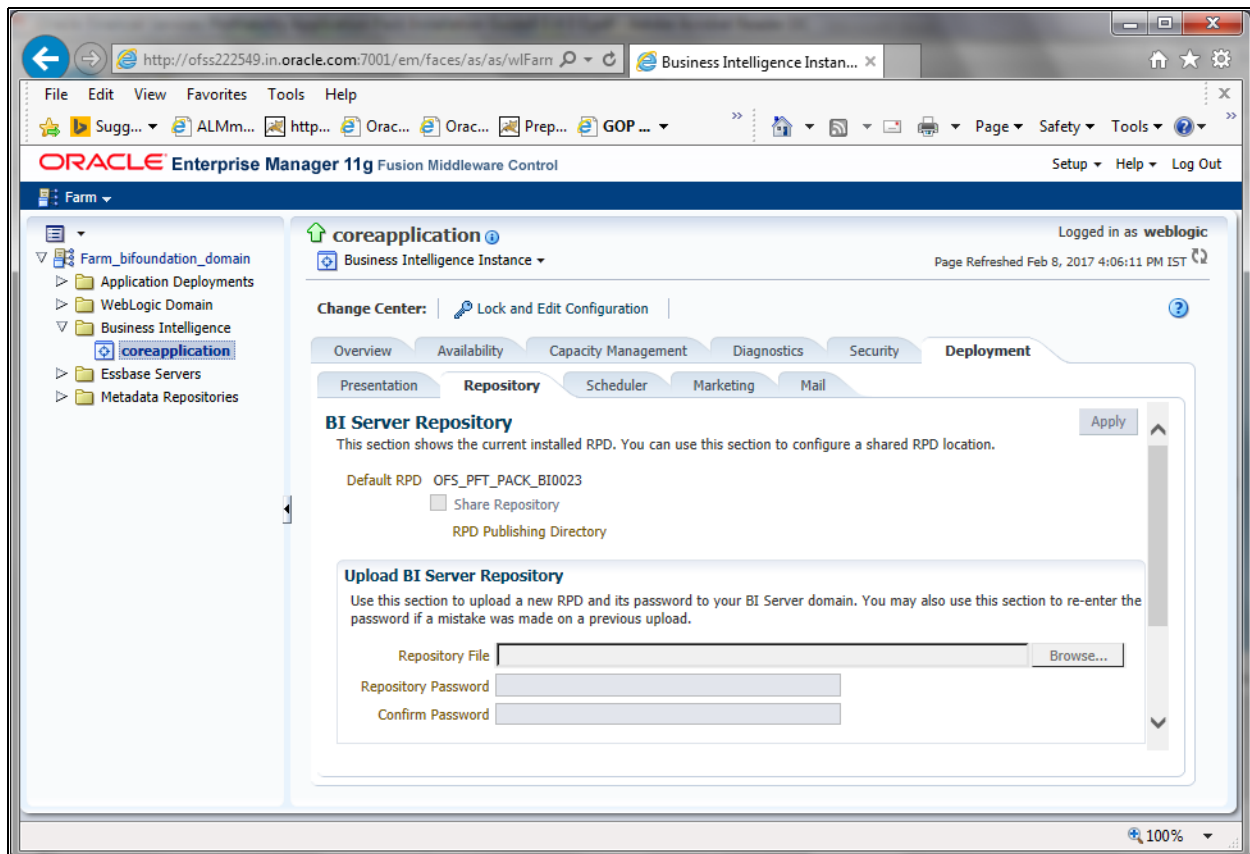 http://ofss222549.in.oracle.com:7001/em/faces/as/as/wlFarn
Business Intelligence Instan...
File Edit View Favorites Tools Help
Sugg... ALMm... http... Orac... Orac... Prep... GOP ... Page Safety Tools
ORACLE Enterprise Manager 11g Fusion Middleware Control
Setup Help Log Out
Farm
Farm_bifoundation_domain
Application Deployments
WebLogic Domain
Business Intelligence
coreapplication
Essbase Servers
Metadata Repositories
coreapplication
Logged in as weblogic
Business Intelligence Instance
Page Refreshed Feb 8, 2017 4:06:11 PM IST
Change Center: Lock and Edit Configuration
Overview Availability Capacity Management Diagnostics Security Deployment
Presentation Repository Scheduler Marketing Mail
BI Server Repository
Apply
This section shows the current installed RPD. You can use this section to configure a shared RPD location.
Default RPD OFS_PFT_PACK_BI0023
Share Repository
RPD Publishing Directory
Upload BI Server Repository
Use this section to upload a new RPD and its password to your BI Server domain. You may also use this section to re-enter the
password if a mistake was made on a previous upload.
Repository File Browse...
Repository Password
Confirm Password
100%